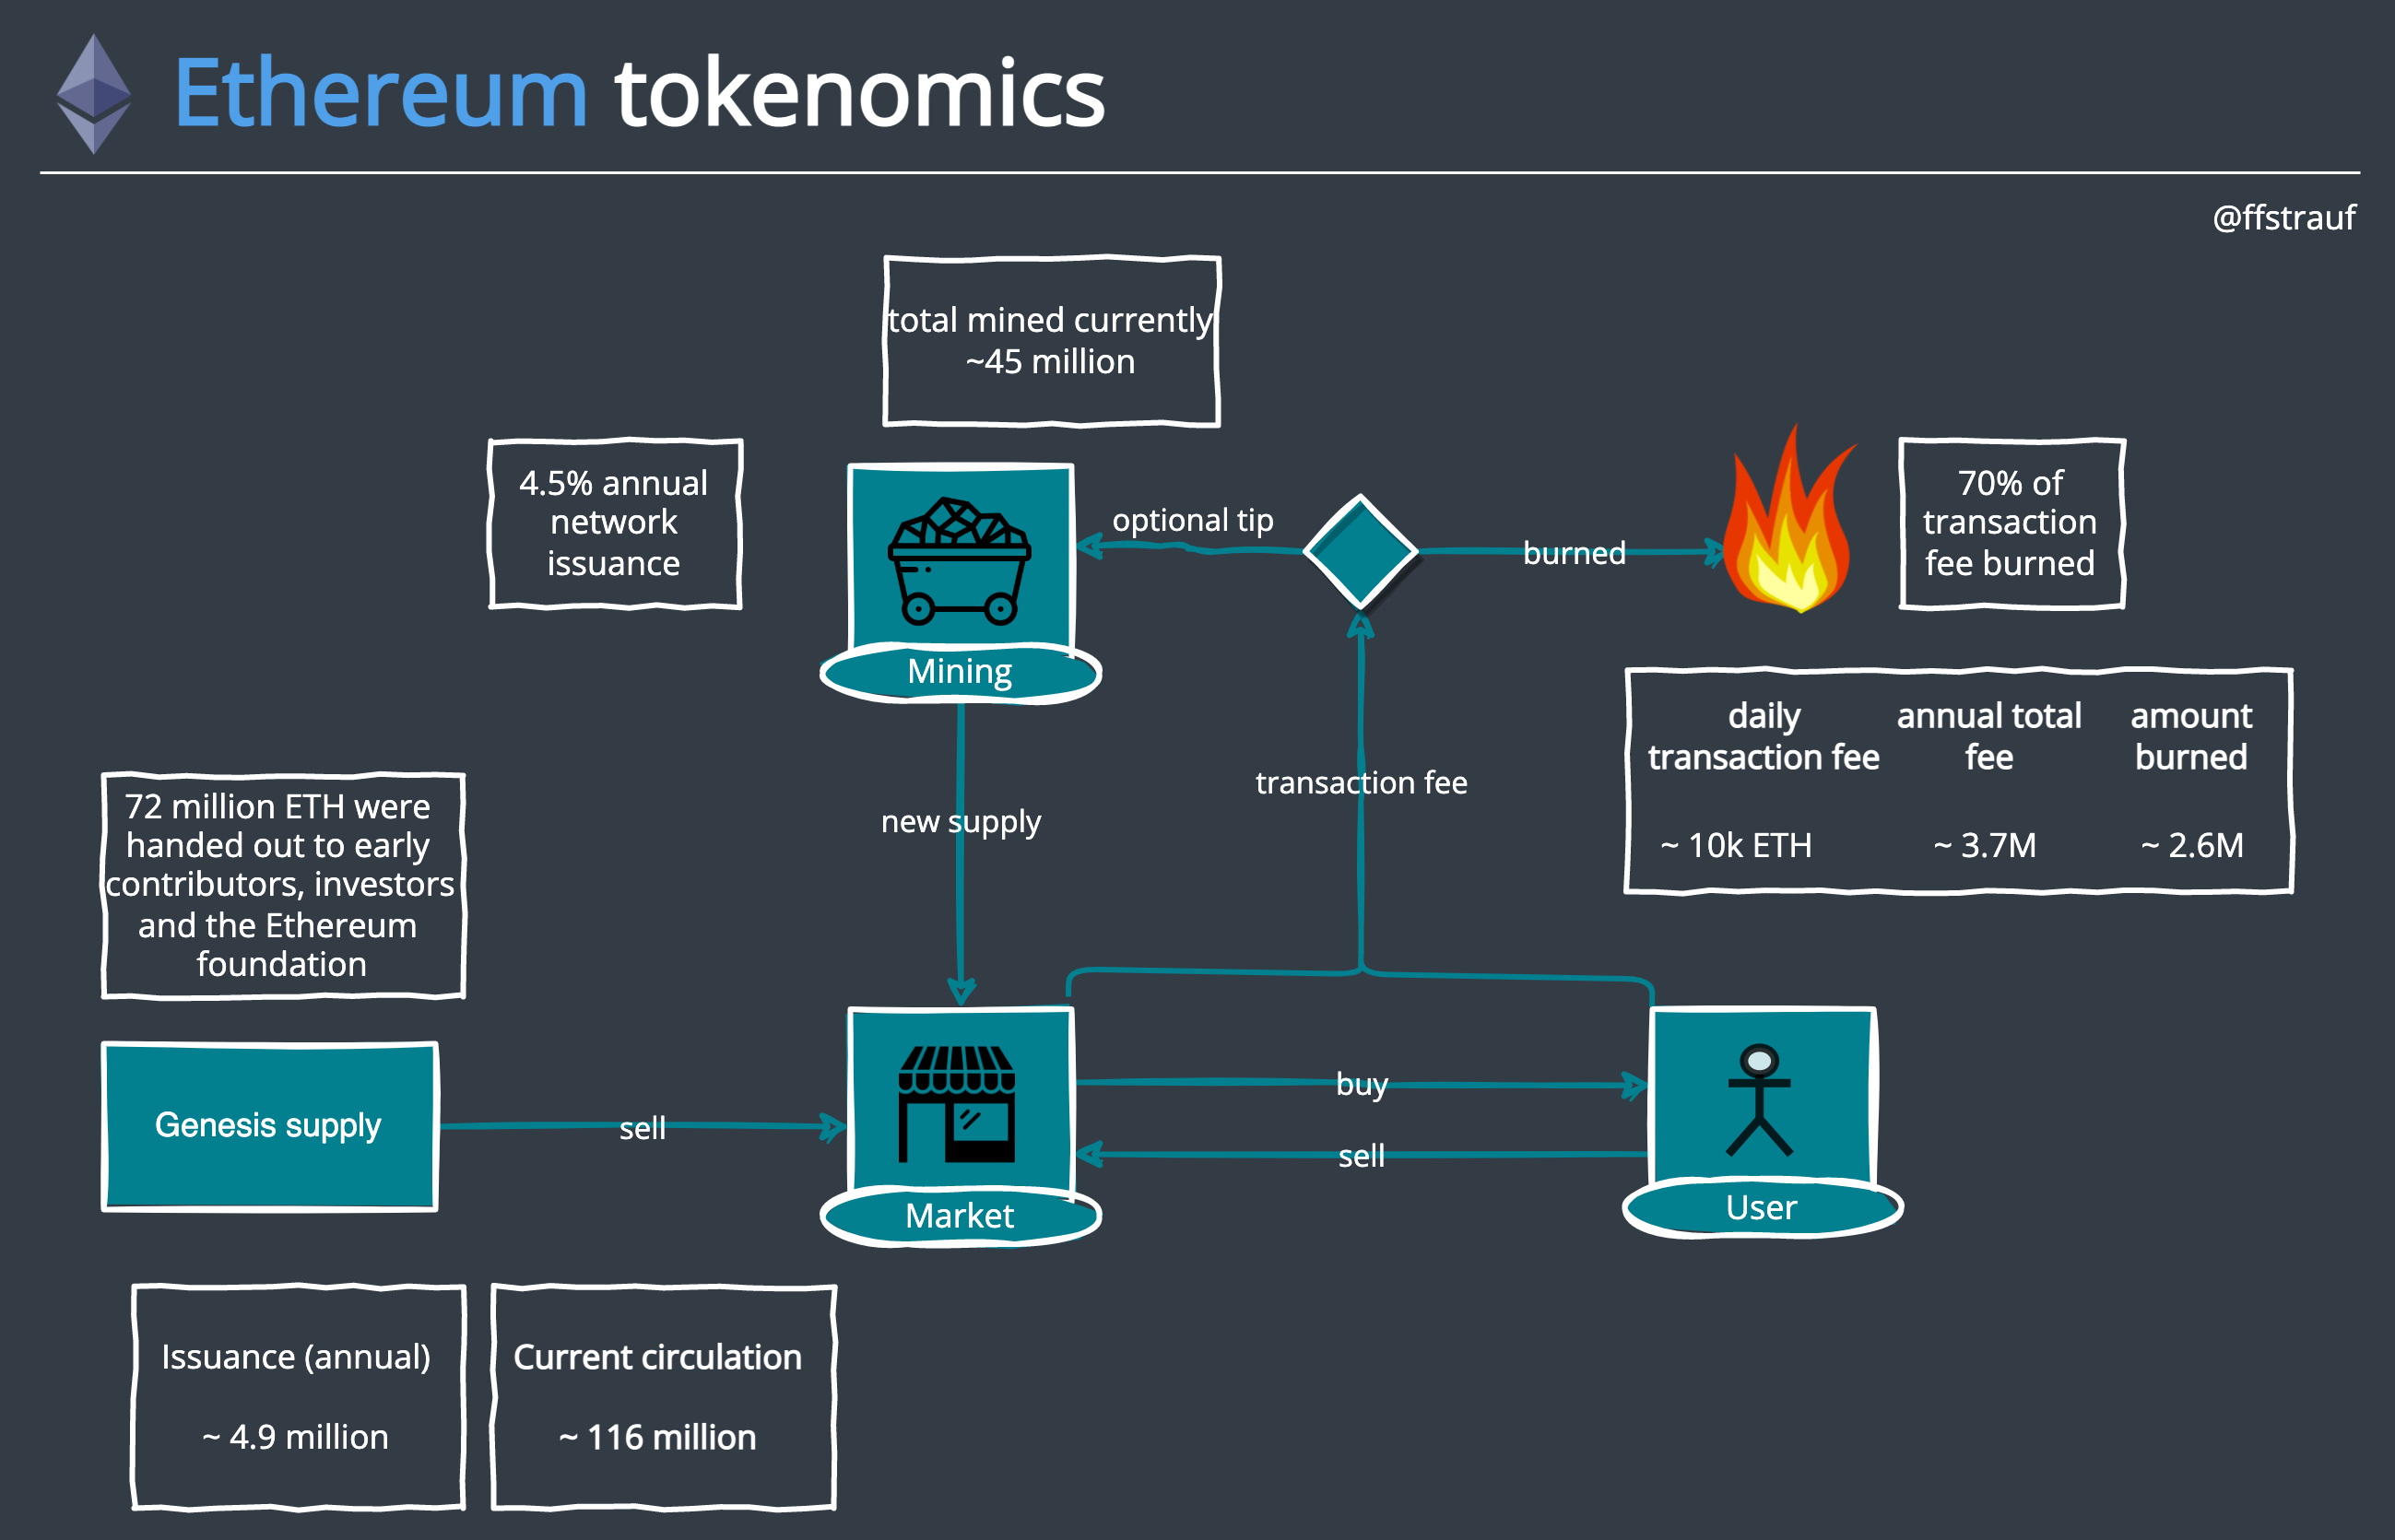 Ethereum tokenomics
@ffstrauf
total mined currently
~45 million
4.5% annual
network
issuance
optional tip
burned
70% of
transaction
fee burned
Mining
daily
transaction fee
annual total
fee
amount
burned
~ 10k ETH
~ 3.7M
~ 2.6M
transaction fee
new supply
72 million ETH were
handed out to early
contributors, investors
and the Ethereum
foundation
Genesis supply
sell
buy
sell
Market
User
Issuance (annual)
~ 4.9 million
Current circulation
~ 116 million